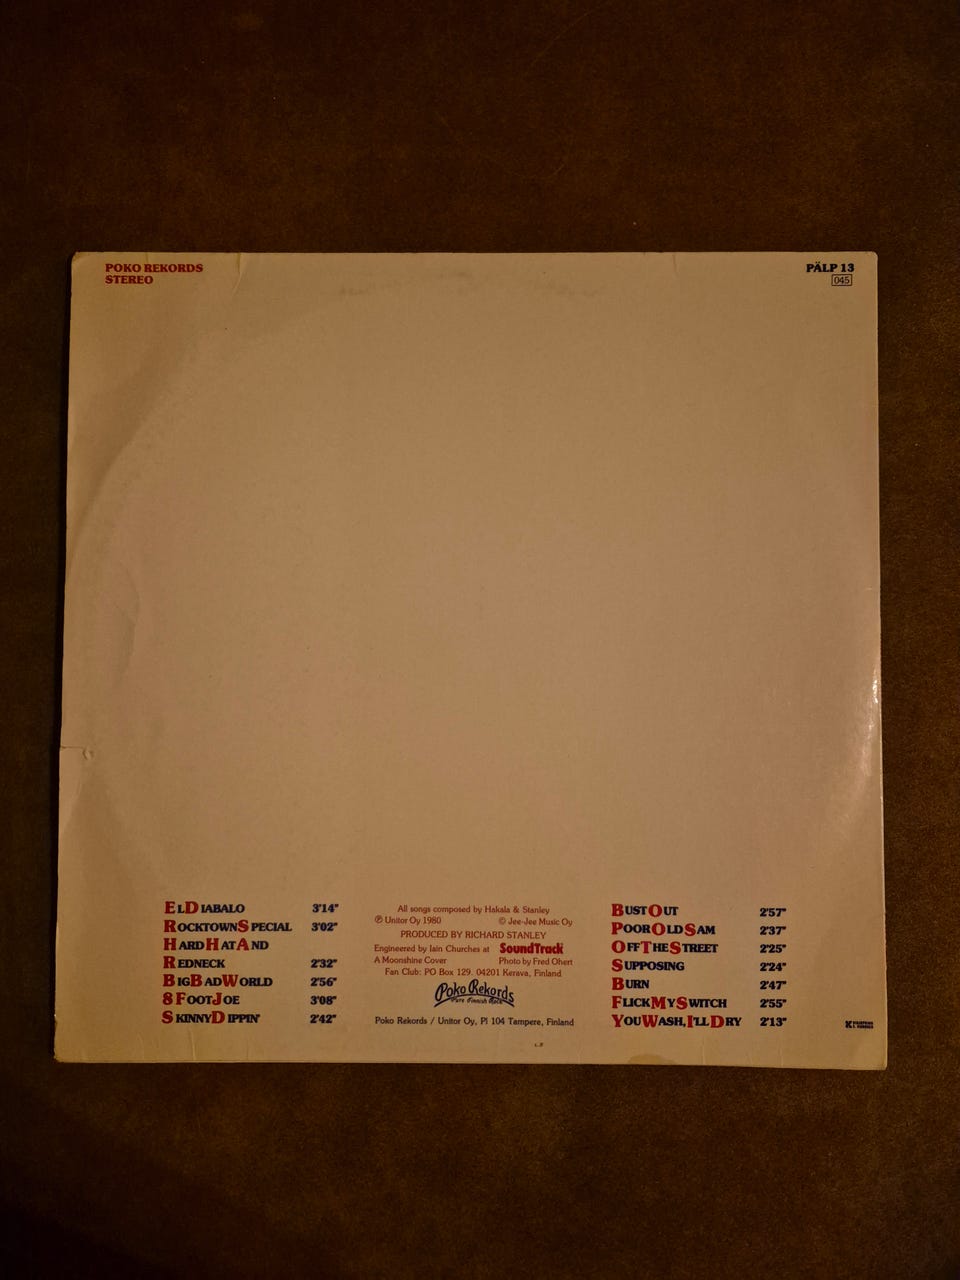 POKO REKORDS
STEREO
PÄLP 13
045
EL DIABALO 3'14"
ROCKTOWN SPECIAL 3'02"
HARD HAT AND
REDNECK 2'32"
BIG BAD WORLD 2'56"
8 FOOT JOE 3'08"
SKINNY DIPPIN' 2'42"
All songs composed by Hakala & Stanley
℗ Unitor Oy 1980 © Jee-Jee Music Oy
PRODUCED BY RICHARD STANLEY
Engineered by Iain Churches at SoundTrack
A Moonshine Cover Photo by Fred Ohert
Fan Club: PO Box 129. 04201 Kerava, Finland
Poko Rekords
Pure Finnish Rock
Poko Rekords / Unitor Oy, Pl 104 Tampere, Finland
BUST OUT 2'57"
POOR OLD SAM 2'37"
OFF THE STREET 2'25"
SUPPOSING 2'24"
BURN 2'47"
FLICK MY SWITCH 2'55"
YOU WASH, I'LL DRY 2'13"